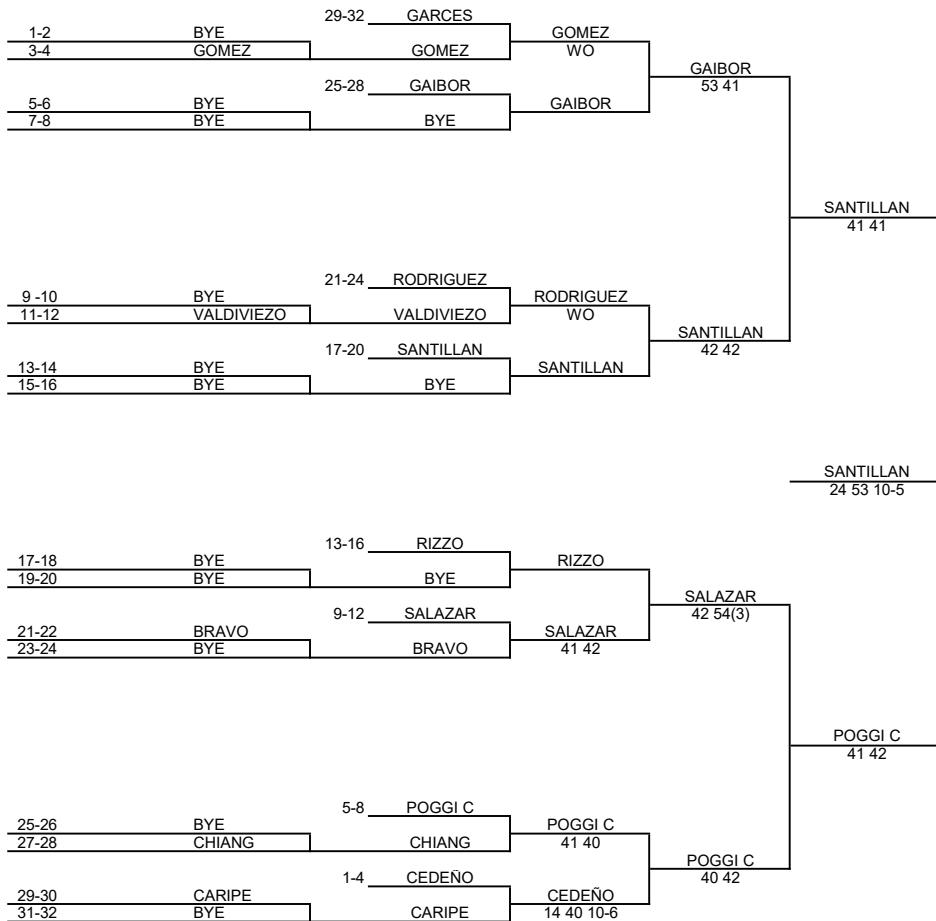 29-32 GARCES
1-2 BYE GOMEZ
3-4 GOMEZ GOMEZ WO
GAIBOR
25-28 GAIBOR 53 41
5-6 BYE GAIBOR
7-8 BYE BYE
SANTILLAN
41 41
21-24 RODRIGUEZ
9 -10 BYE RODRIGUEZ
11-12 VALDIVIEZO VALDIVIEZO WO
SANTILLAN
17-20 SANTILLAN 42 42
13-14 BYE SANTILLAN
15-16 BYE BYE
SANTILLAN
24 53 10-5
13-16 RIZZO
17-18 BYE RIZZO
19-20 BYE BYE
SALAZAR
9-12 SALAZAR 42 54(3)
21-22 BRAVO SALAZAR
23-24 BYE BRAVO 41 42
POGGI C
41 42
5-8 POGGI C
25-26 BYE POGGI C
27-28 CHIANG CHIANG 41 40
POGGI C
1-4 CEDEÑO 40 42
29-30 CARIPE CEDEÑO
31-32 BYE CARIPE 14 40 10-6